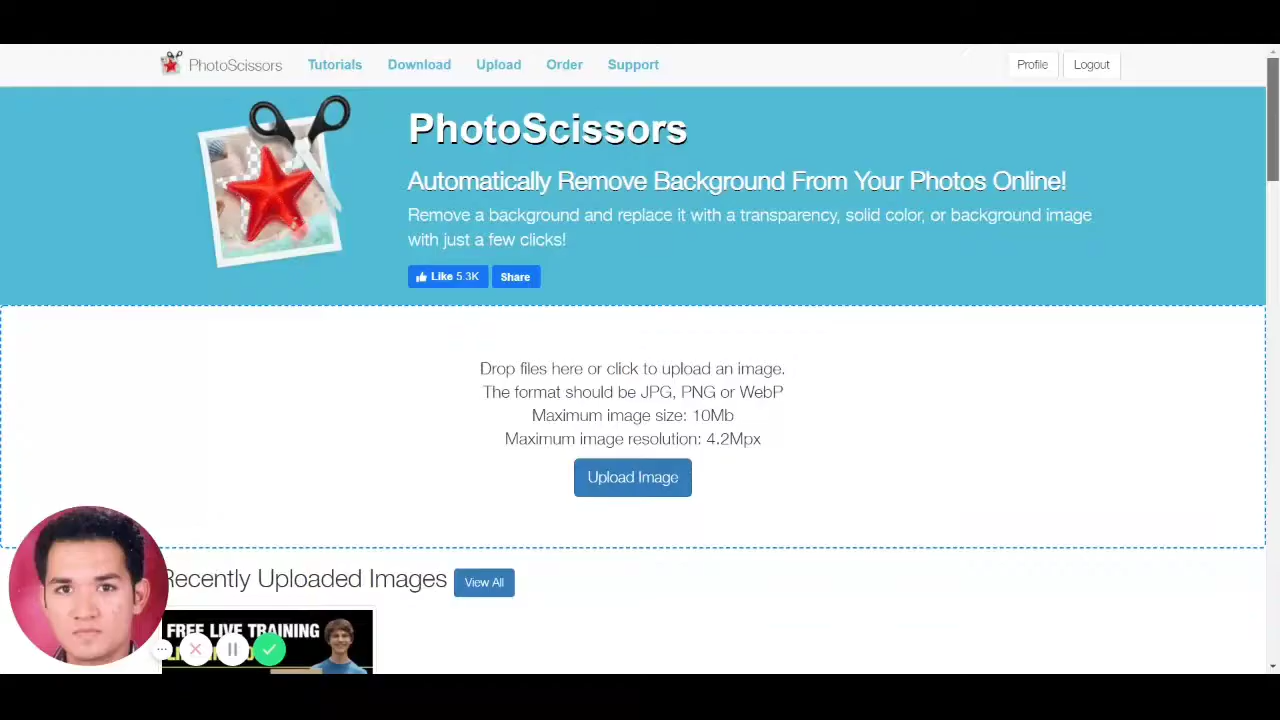 PhotoScissors Tutorials Download Upload Order Support Profile Logout
PhotoScissors
Automatically Remove Background From Your Photos Online!
Remove a background and replace it with a transparency, solid color, or background image
with just a few clicks!
Like 5.3K Share
Drop files here or click to upload an image.
The format should be JPG, PNG or WebP
Maximum image size: 10Mb
Maximum image resolution: 4.2Mpx
Upload Image
Recently Uploaded Images View All
FREE LIVE TRAINING